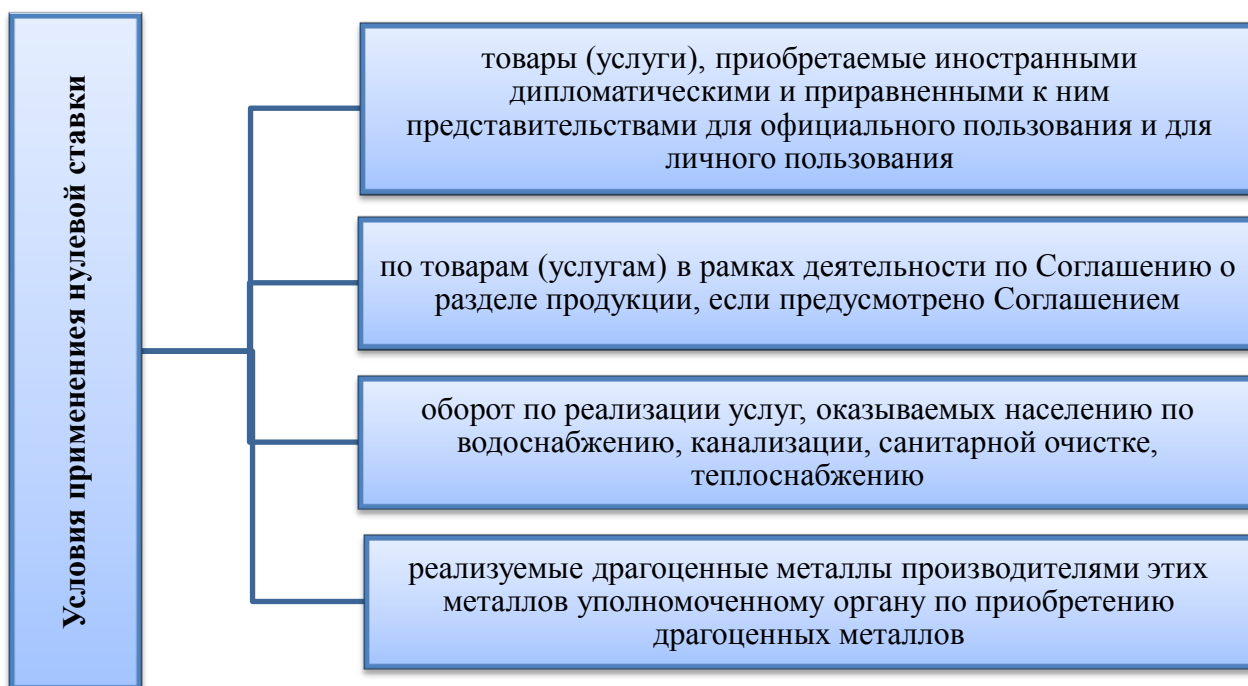 Условия примененияея нулевой ставки
товары (услуги), приобретаемые иностранными
дипломатическими и приравненными к ним
представительствами для официального пользования и для
личного пользования
по товарам (услугам) в рамках деятельности по Соглашению о
разделе продукции, если предусмотрено Соглашением
оборот по реализации услуг, оказываемых населению по
водоснабжению, канализации, санитарной очистке,
теплоснабжению
реализуемые драгоценные металлы производителями этих
металлов уполномоченному органу по приобретению
драгоценных металлов